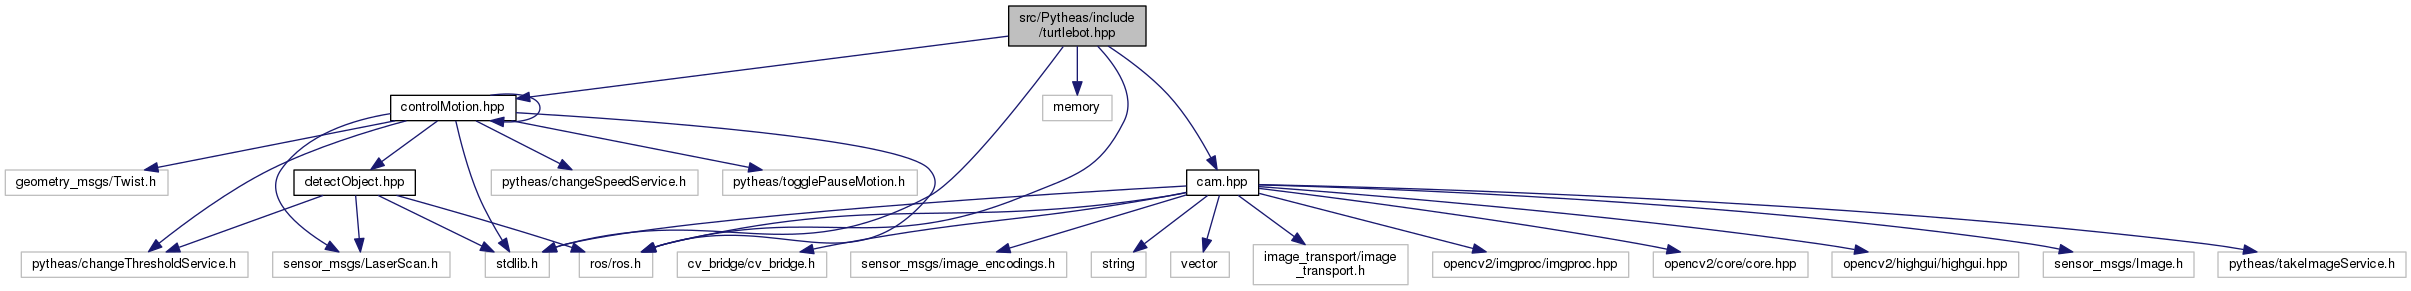 src/Pytheas/include
/turtlebot.hpp
controlMotion.hpp
memory
geometry_msgs/Twist.h
detectObject.hpp
pytheas/changeSpeedService.h
pytheas/togglePauseMotion.h
cam.hpp
pytheas/changeThresholdService.h
sensor_msgs/LaserScan.h
stdlib.h
ros/ros.h
cv_bridge/cv_bridge.h
sensor_msgs/image_encodings.h
string
vector
image_transport/image
_transport.h
opencv2/imgproc/imgproc.hpp
opencv2/core/core.hpp
opencv2/highgui/highgui.hpp
sensor_msgs/Image.h
pytheas/takeImageService.h